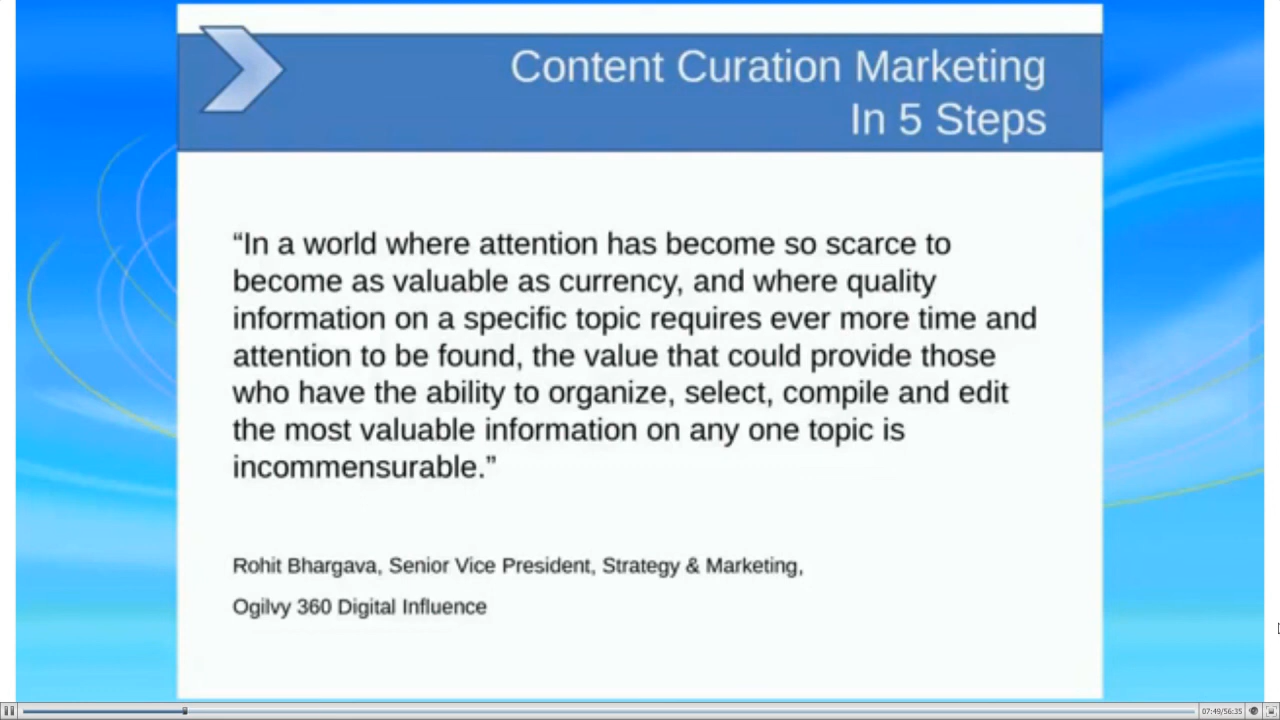 Content Curation Marketing
In 5 Steps
“In a world where attention has become so scarce to
become as valuable as currency, and where quality
information on a specific topic requires ever more time and
attention to be found, the value that could provide those
who have the ability to organize, select, compile and edit
the most valuable information on any one topic is
incommensurable.”
Rohit Bhargava, Senior Vice President, Strategy & Marketing,
Ogilvy 360 Digital Influence
07:49/56:35